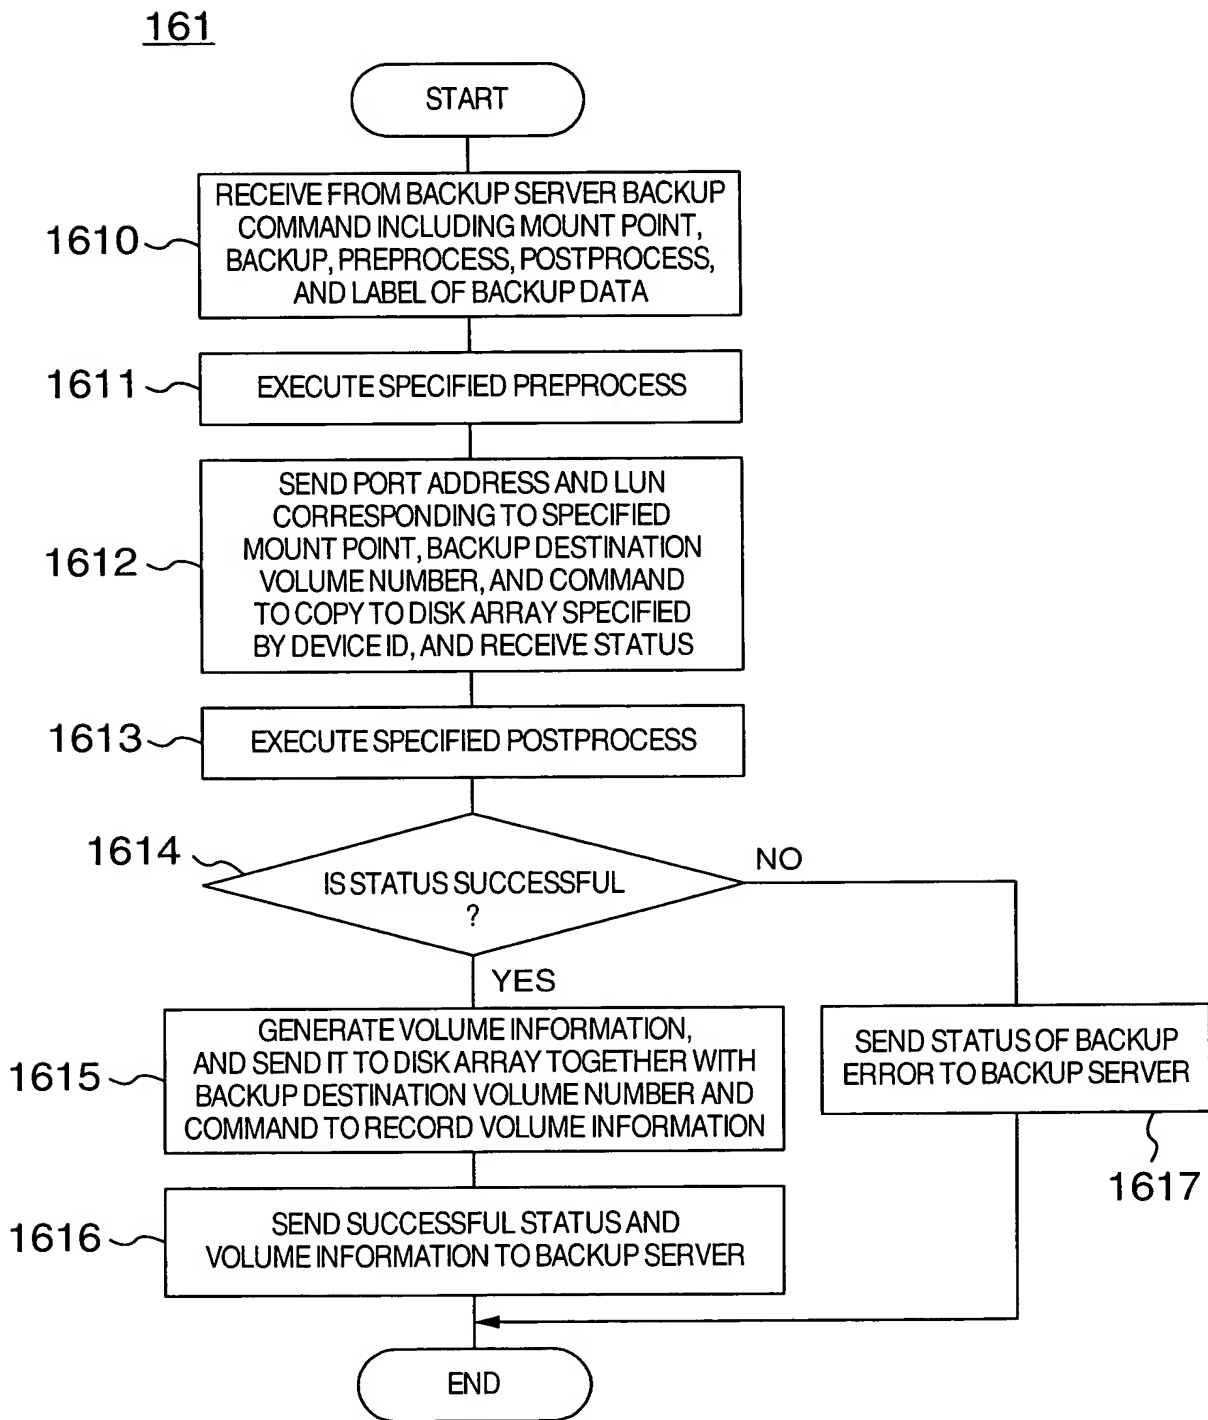 161
START
1610
RECEIVE FROM BACKUP SERVER BACKUP
COMMAND INCLUDING MOUNT POINT,
BACKUP, PREPROCESS, POSTPROCESS,
AND LABEL OF BACKUP DATA
1611
EXECUTE SPECIFIED PREPROCESS
1612
SEND PORT ADDRESS AND LUN
CORRESPONDING TO SPECIFIED
MOUNT POINT, BACKUP DESTINATION
VOLUME NUMBER, AND COMMAND
TO COPY TO DISK ARRAY SPECIFIED
BY DEVICE ID, AND RECEIVE STATUS
1613
EXECUTE SPECIFIED POSTPROCESS
1614
IS STATUS SUCCESSFUL
?
NO
YES
1615
GENERATE VOLUME INFORMATION,
AND SEND IT TO DISK ARRAY TOGETHER WITH
BACKUP DESTINATION VOLUME NUMBER AND
COMMAND TO RECORD VOLUME INFORMATION
SEND STATUS OF BACKUP
ERROR TO BACKUP SERVER
1617
1616
SEND SUCCESSFUL STATUS AND
VOLUME INFORMATION TO BACKUP SERVER
END